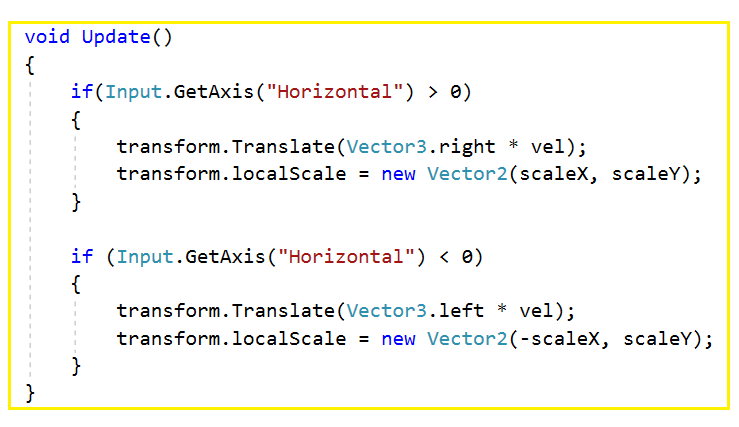 void Update()
{
if(Input.GetAxis("Horizontal") > 0)
{
transform.Translate(Vector3.right * vel);
transform.localScale = new Vector2(scaleX, scaleY);
}
if (Input.GetAxis("Horizontal") < 0)
{
transform.Translate(Vector3.left * vel);
transform.localScale = new Vector2(-scaleX, scaleY);
}
}